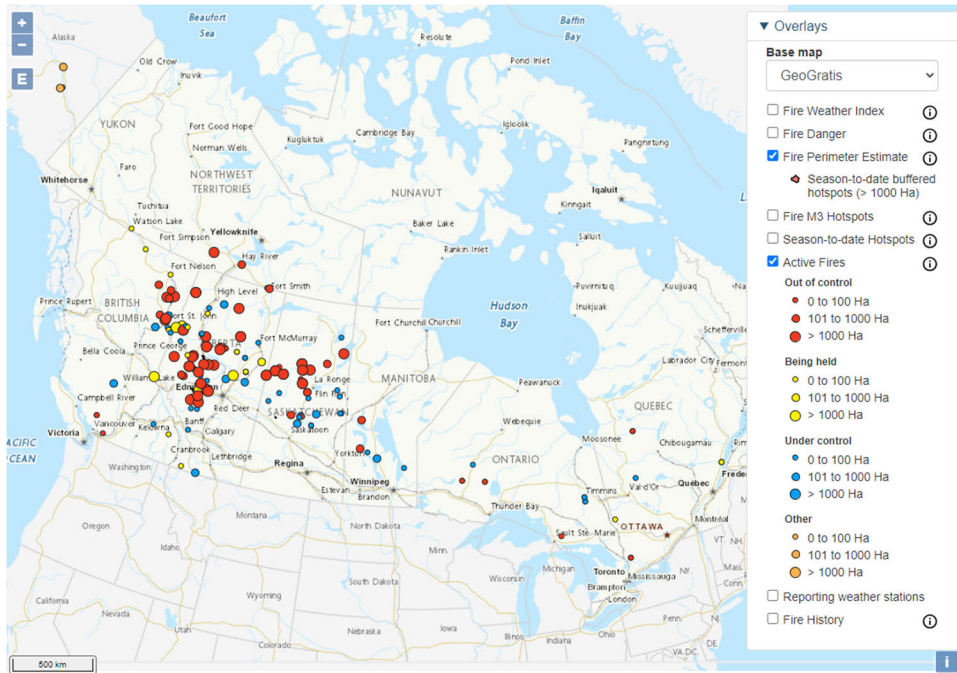 +
−
E
Beaufort
Sea
Baffin
Bay
Alaska
Resolute
Old Crow
Inuvik
Pond Inlet
YUKON
Fort Good Hope
Cambridge Bay
Igloolik
Norman Wells
Kugluktuk
Pangnirtung
Faro
NORTHWEST
TERRITORIES
Whitehorse
NUNAVUT
Iqaluit
Tuchitua
Watson Lake
Kinngait
Baker Lake
Fort Simpson
Yellowknife
Salluit
Rankin Inlet
Hay River
Fort Nelson
Fort Smith
Puvirnituq
Kuujjuaq
High Level
Inukjuak
Prince Rupert
BRITISH
COLUMBIA
Fort St. John
Hudson
Bay
Fort Churchill
Churchill
Schefferville
Prince George
Fort McMurray
Bella Coola
Labrador City
Fermont
La Ronge
MANITOBA
William Lake
Peawanuck
Edmonton
Flin Flon
Campbell River
Red Deer
SASKATCHEWAN
QUEBEC
Vancouver
Kelowna
Banff
Calgary
Saskatoon
Webequie
Moosonee
Chibougamau
Victoria
PACIFIC
OCEAN
Cranbrook
Lethbridge
Yorkton
ONTARIO
Washington
Regina
Winnipeg
Timmins
Val-d'Or
Québec
Estevan
Brandon
Thunder Bay
Montana
North Dakota
Sault Ste-Marie
OTTAWA
Montréal
Oregon
Minn.
Idaho
Michigan
Toronto
Mississauga
Brampton
London
South Dakota
Wisconsin
Wyoming
California
Nevada
Nebraska
Iowa
Utah
Illinois
Indiana
Ohio
Colorado
500 km
Overlays
Base map
GeoGratis
Fire Weather Index
Fire Danger
Fire Perimeter Estimate
Season-to-date buffered
hotspots (> 1000 Ha)
Fire M3 Hotspots
Season-to-date Hotspots
Active Fires
Out of control
0 to 100 Ha
101 to 1000 Ha
> 1000 Ha
Being held
0 to 100 Ha
101 to 1000 Ha
> 1000 Ha
Under control
0 to 100 Ha
101 to 1000 Ha
> 1000 Ha
Other
0 to 100 Ha
101 to 1000 Ha
> 1000 Ha
Reporting weather stations
Fire History
i